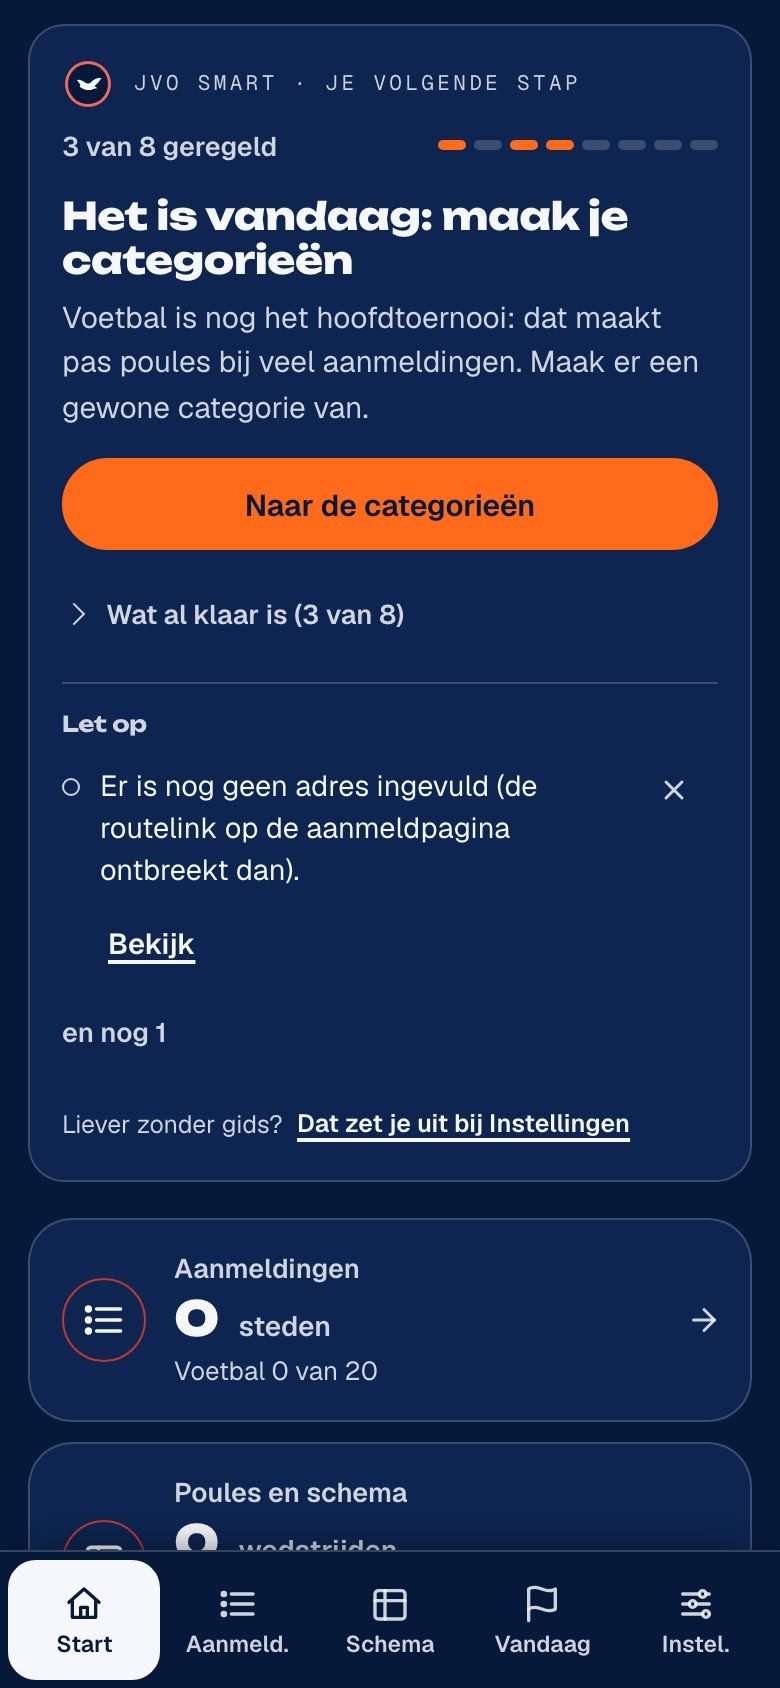 JVO SMART · JE VOLGENDE STAP
3 van 8 geregeld
Het is vandaag: maak je
categorieën
Voetbal is nog het hoofdtoernooi: dat maakt
pas poules bij veel aanmeldingen. Maak er een
gewone categorie van.
Naar de categorieën
Wat al klaar is (3 van 8)
Let op
Er is nog geen adres ingevuld (de
routelink op de aanmeldpagina
ontbreekt dan).
Bekijk
en nog 1
Liever zonder gids? Dat zet je uit bij Instellingen
Aanmeldingen
0 steden
Voetbal 0 van 20
Poules en schema
wedstrijden
Start Aanmeld. Schema Vandaag Instel.